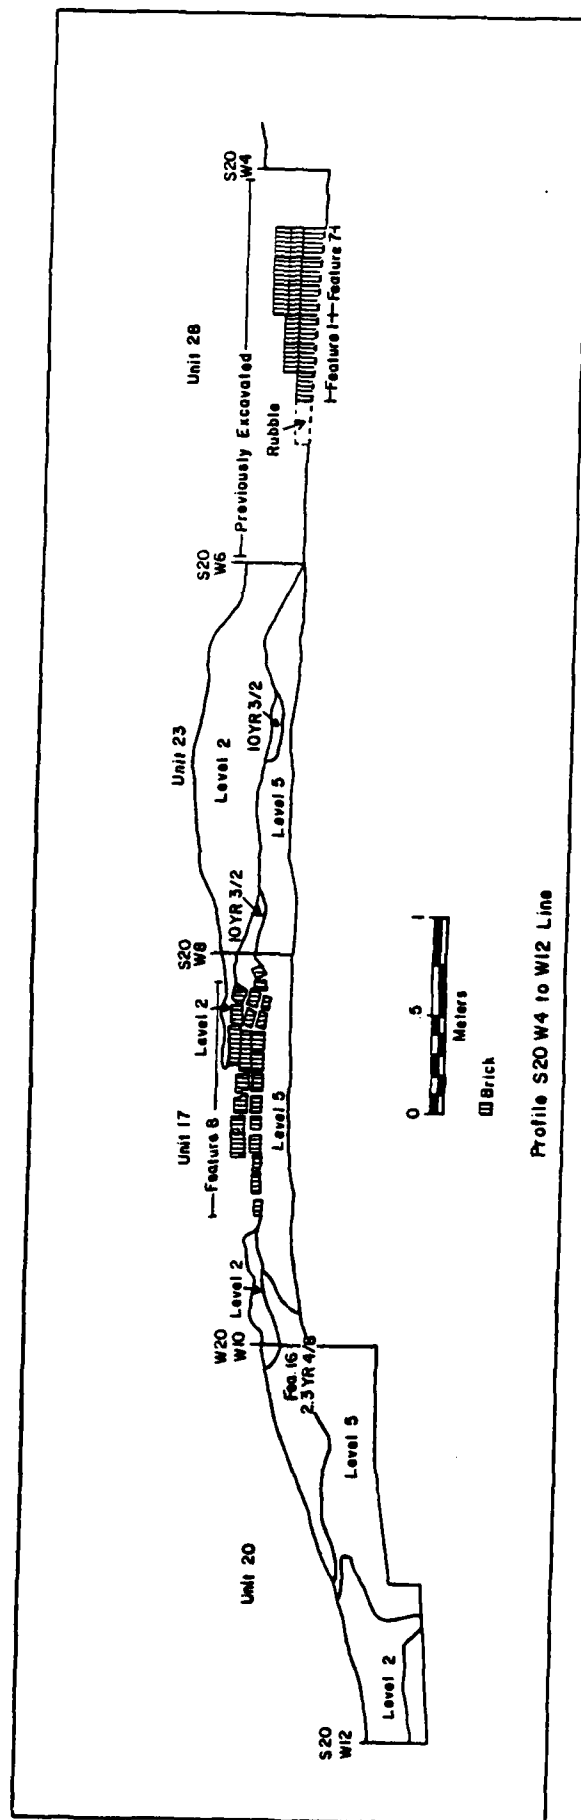 Unit 20
Unit 17
Unit 23
Unit 28
S20
W12
W20
W10
S20
W8
S20
W6
S20
W4
Feature 8
Previously Excavated
Level 2
Level 2
Level 2
Level 2
10YR 3/2
10YR 3/2
Rubble
Feature 1
Feature 74
Fea. 16
2.5 YR 4/8
Level 5
Level 5
Level 5
0 .5 1
Meters
Brick
Profile S20 W4 to W12 Line